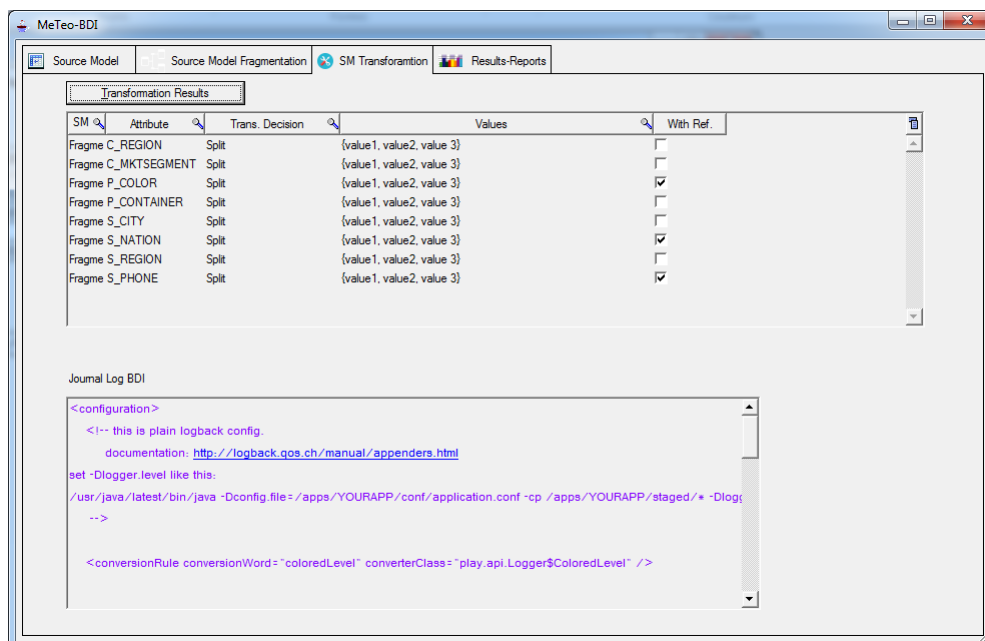 MeTeo-BDI
Source Model Source Model Fragmentation SM Transforamtion Results-Reports
Transformation Results
SM Attribute Trans. Decision Values With Ref.
Fragme C_REGION Split {value1, value2, value 3}
Fragme C_MKTSEGMENT Split {value1, value2, value 3}
Fragme P_COLOR Split {value1, value2, value 3}
Fragme P_CONTAINER Split {value1, value2, value 3}
Fragme S_CITY Split {value1, value2, value 3}
Fragme S_NATION Split {value1, value2, value 3}
Fragme S_REGION Split {value1, value2, value 3}
Fragme S_PHONE Split {value1, value2, value 3}
Journal Log BDI
<configuration>
<!-- this is plain logback config.
documentation: http://logback.qos.ch/manual/appenders.html
set -Dlogger.level like this:
/usr/java/latest/bin/java -Dconfig.file=/apps/YOURAPP/conf/application.conf -cp /apps/YOURAPP/staged/* -Dlogg
-->
<conversionRule conversionWord="coloredLevel" converterClass="play.api.Logger$ColoredLevel" />